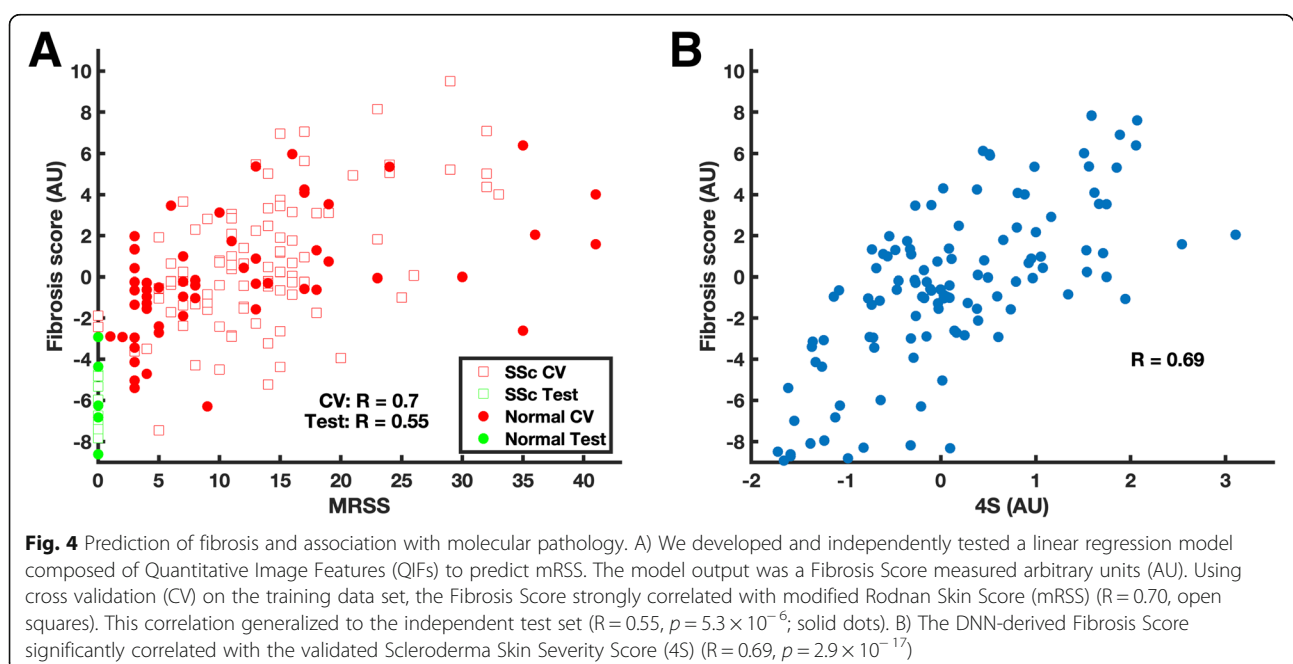 A
B
Fibrosis score (AU)
10
8
6
4
2
0
-2
-4
-6
-8
0 5 10 15 20 25 30 35 40
MRSS
CV: R = 0.7
Test: R = 0.55
SSc CV
SSc Test
Normal CV
Normal Test
Fibrosis score (AU)
10
8
6
4
2
0
-2
-4
-6
-8
-2 -1 0 1 2 3
4S (AU)
R = 0.69
Fig. 4 Prediction of fibrosis and association with molecular pathology. A) We developed and independently tested a linear regression model
composed of Quantitative Image Features (QIFs) to predict mRSS. The model output was a Fibrosis Score measured arbitrary units (AU). Using
cross validation (CV) on the training data set, the Fibrosis Score strongly correlated with modified Rodnan Skin Score (mRSS) (R = 0.70, open
squares). This correlation generalized to the independent test set (R = 0.55, p = 5.3 × 10⁻⁶; solid dots). B) The DNN-derived Fibrosis Score
significantly correlated with the validated Scleroderma Skin Severity Score (4S) (R = 0.69, p = 2.9 × 10⁻¹⁷)